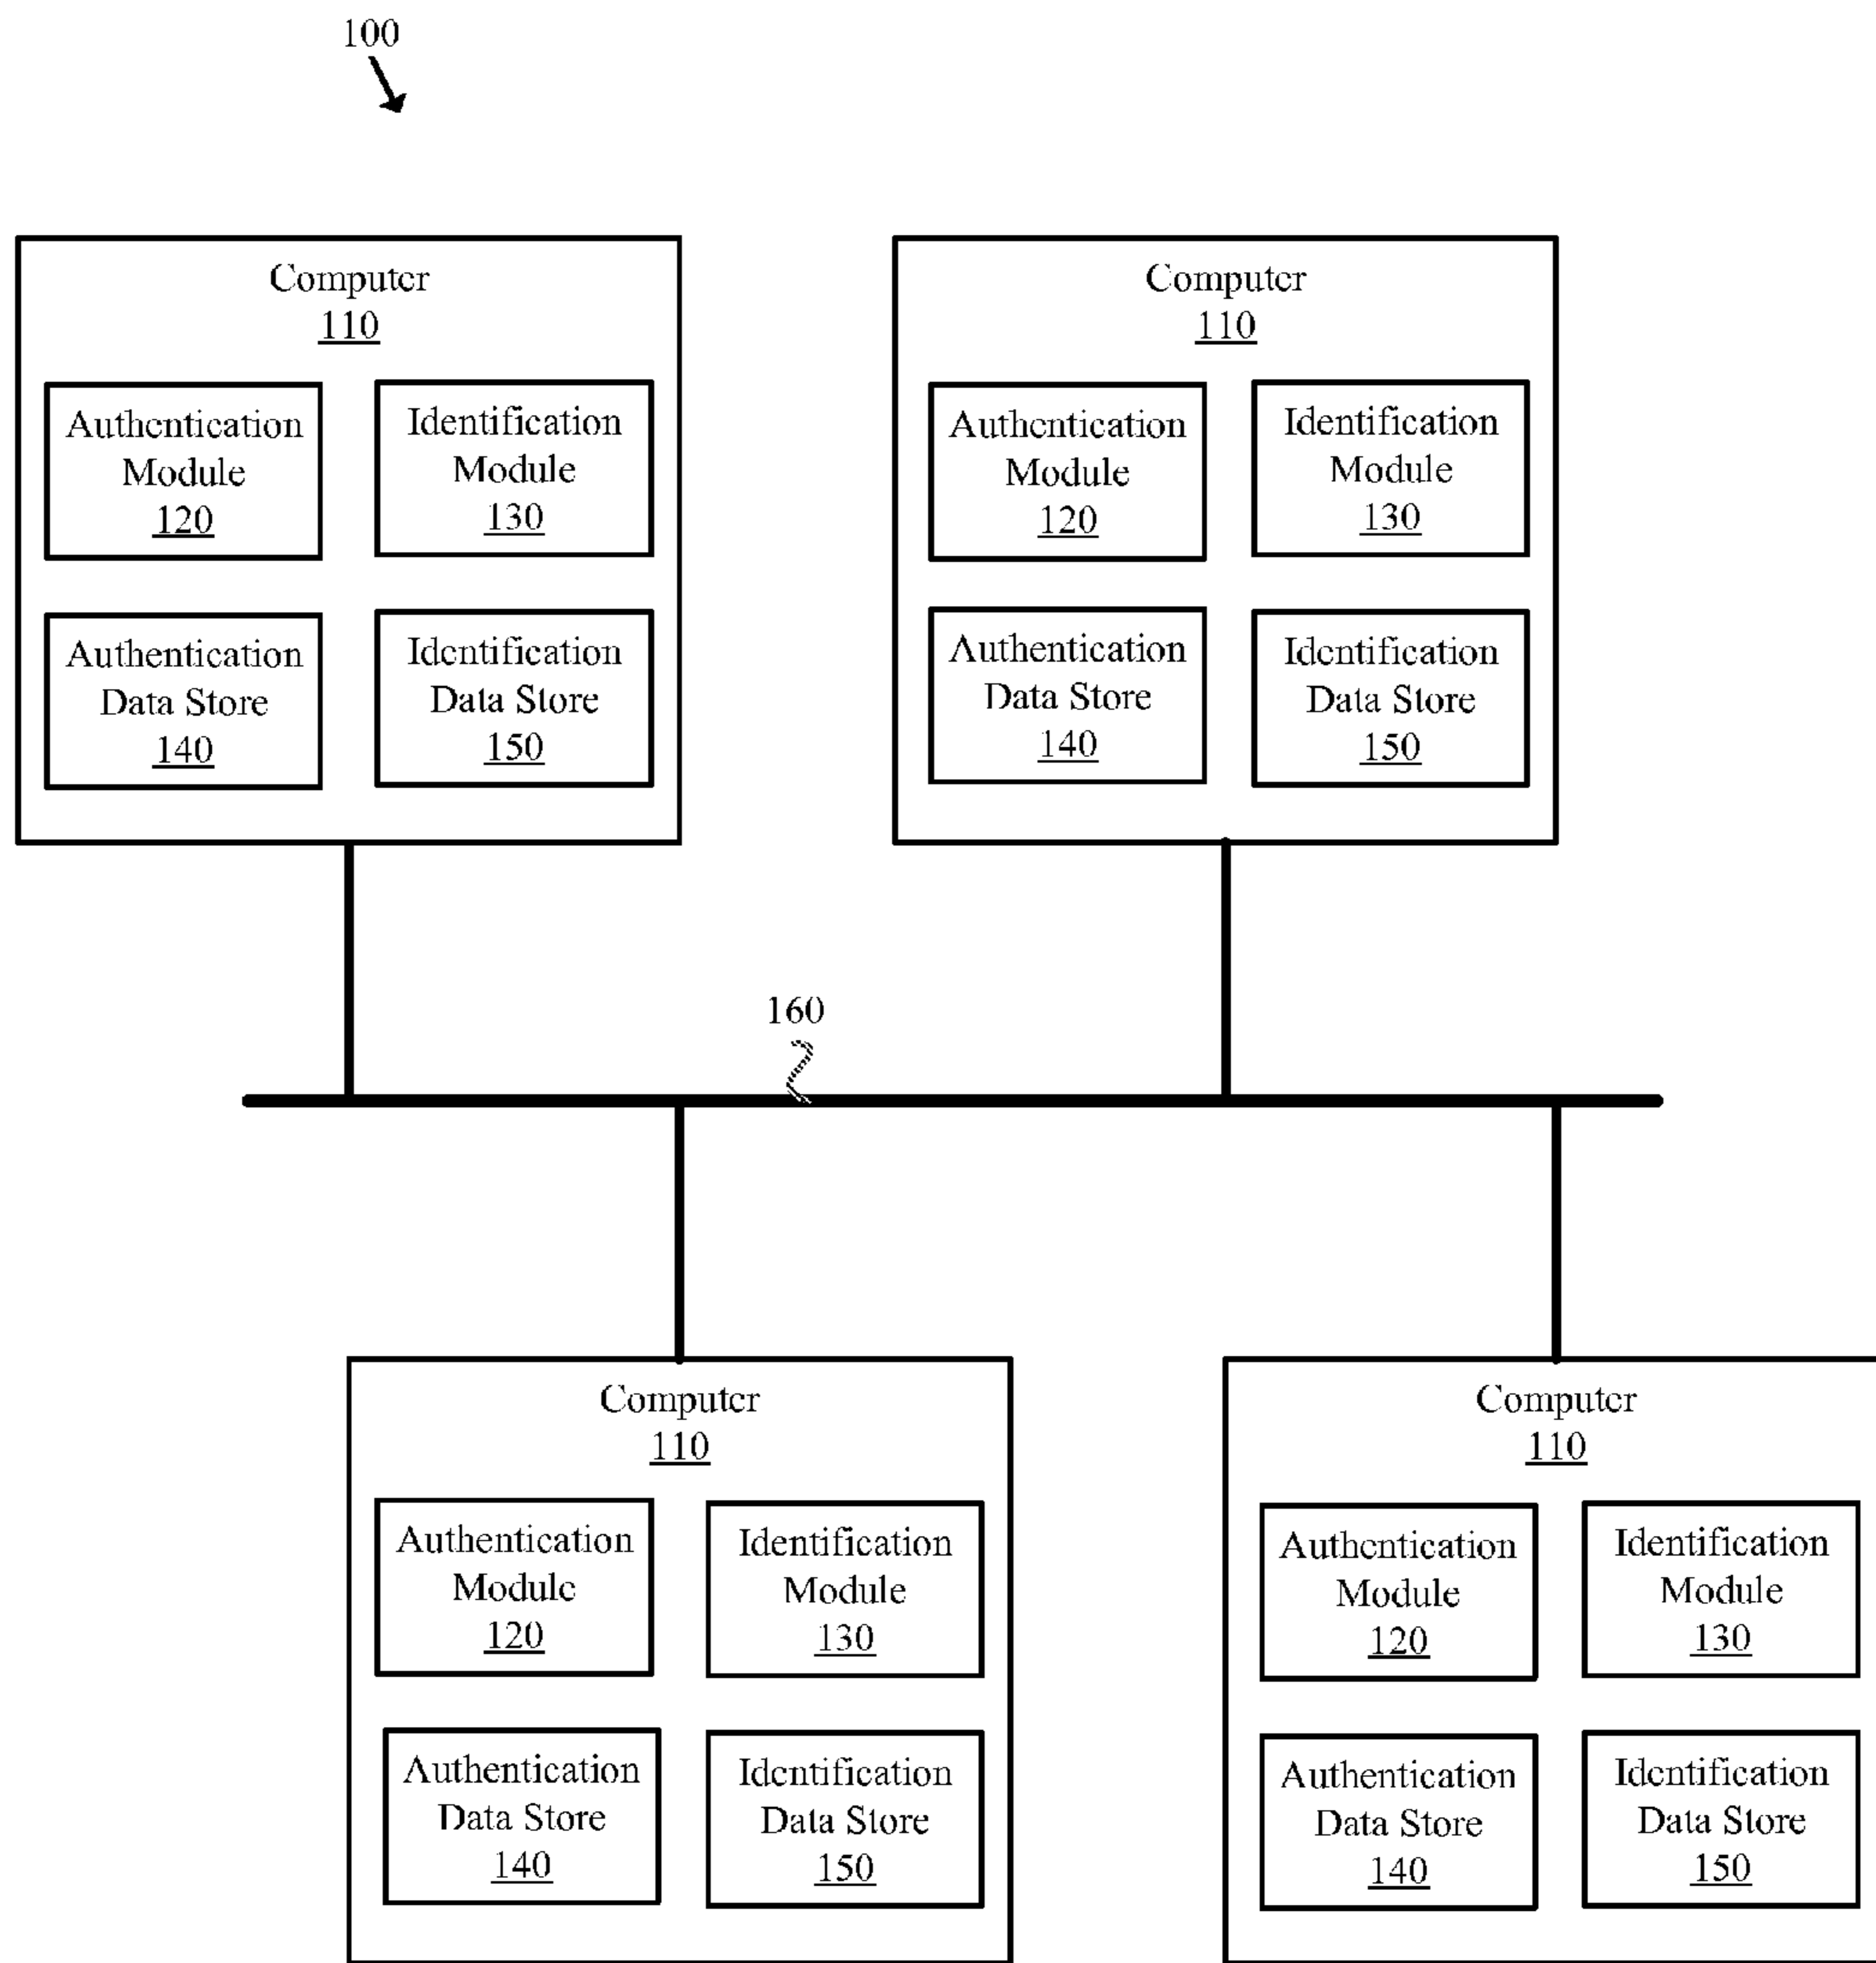 100
Computer
110
Authentication
Module
120
Identification
Module
130
Authentication
Data Store
140
Identification
Data Store
150
Computer
110
Authentication
Module
120
Identification
Module
130
Authentication
Data Store
140
Identification
Data Store
150
160
Computer
110
Authentication
Module
120
Identification
Module
130
Authentication
Data Store
140
Identification
Data Store
150
Computer
110
Authentication
Module
120
Identification
Module
130
Authentication
Data Store
140
Identification
Data Store
150